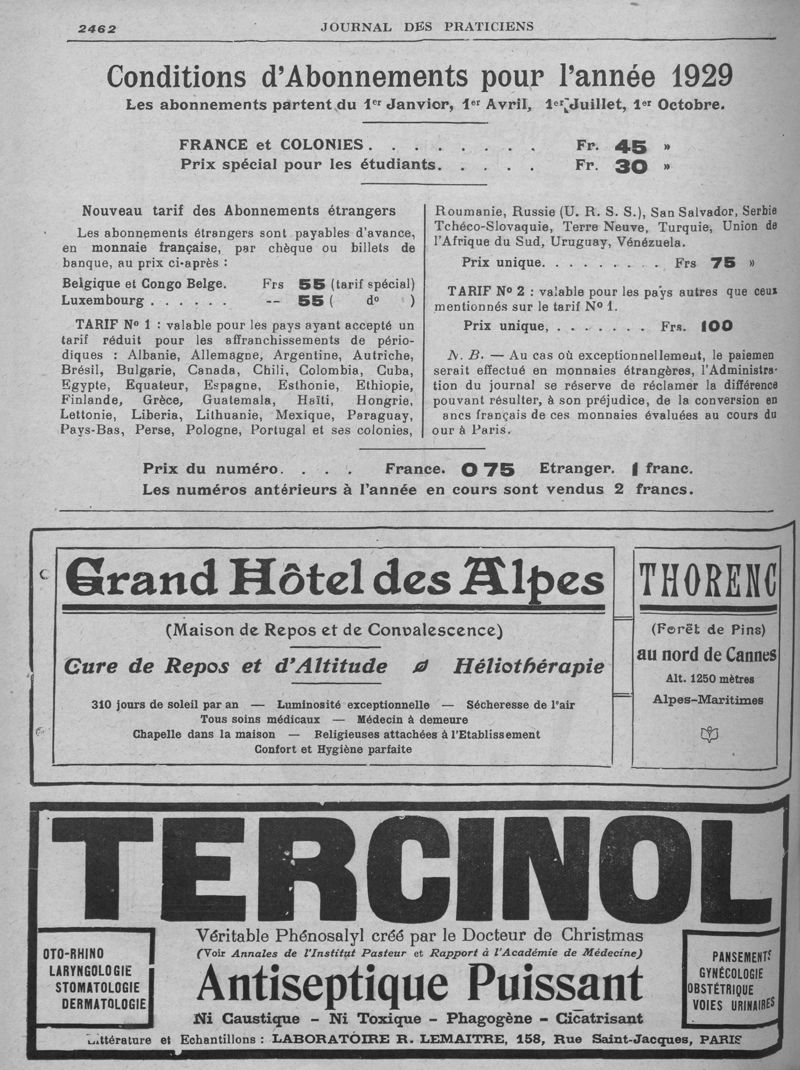 2462
JOURNAL DES PRATICIENS
Conditions d'Abonnements pour l'année 1929
Les abonnements partent du 1er Janvior, 1er Avril, 1er Juillet, 1er Octobre.
FRANCE et COLONIES. . . . . . . . Fr. 45 »
Prix spécial pour les étudiants. . . . . Fr. 30 »
Nouveau tarif des Abonnements étrangers
Les abonnements étrangers sont payables d'avance,
en monnaie française, par chèque ou billets de
banque, au prix ci-après :
Belgique et Congo Belge. Frs 55 (tarif spécial)
Luxembourg . . . . . . -- 55 ( do )
TARIF No 1 : valable pour les pays ayant accepté un
tarif réduit pour les affranchissements de pério-
diques : Albanie, Allemagne, Argentine, Autriche,
Brésil, Bulgarie, Canada, Chili, Colombia, Cuba,
Egypte, Equateur, Espagne, Esthonie, Ethiopie,
Finlande, Grèce, Guatemala, Haïti, Hongrie,
Lettonie, Liberia, Lithuanie, Mexique, Paraguay,
Pays-Bas, Perse, Pologne, Portugal et ses colonies,
Roumanie, Russie (U. R. S. S.), San Salvador, Serbie
Tchéco-Slovaquie, Terre Neuve, Turquie, Union de
l'Afrique du Sud, Uruguay, Vénézuela.
Prix unique. . . . . . . . Frs 75 »
TARIF No 2 : valable pour les pays autres que ceux
mentionnés sur le tarif No 1.
Prix unique, . . . . . . . Frs. 100
N. B. — Au cas où exceptionnellement, le paiemen
serait effectué en monnaies étrangères, l'Administra-
tion du journal se réserve de réclamer la différence
pouvant résulter, à son préjudice, de la conversion en
ancs français de ces monnaies évaluées au cours du
our à Paris.
Prix du numéro. . . . France. 0 75 Etranger. 1 franc.
Les numéros antérieurs à l'année en cours sont vendus 2 francs.
Grand Hôtel des Alpes
(Maison de Repos et de Convalescence)
Cure de Repos et d'Altitude Héliothérapie
310 jours de soleil par an — Luminosité exceptionnelle — Sécheresse de l'air
Tous soins médicaux — Médecin à demeure
Chapelle dans la maison — Religieuses attachées à l'Etablissement
Confort et Hygiène parfaite
THORENC
(Forêt de Pins)
au nord de Cannes
Alt. 1250 mètres
Alpes-Maritimes
TERCINOL
Véritable Phénosalyl créé par le Docteur de Christmas
(Voir Annales de l'Institut Pasteur et Rapport à l'Académie de Médecine)
OTO-RHINO
LARYNGOLOGIE
STOMATOLOGIE
DERMATOLOGIE
Antiseptique Puissant
Ni Caustique - Ni Toxique - Phagogène - Cicatrisant
PANSEMENTS
GYNÉCOLOGIE
OBSTÉTRIQUE
VOIES URINAIRES
Littérature et Echantillons : LABORATOIRE R. LEMAITRE, 158, Rue Saint-Jacques, PARIS